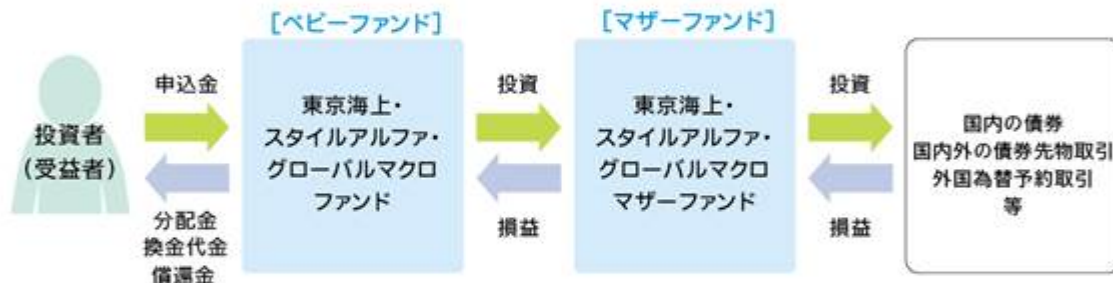 [ベビーファンド]
[マザーファンド]
投資者
(受益者)
申込金
分配金
換金代金
償還金
東京海上・
スタイルアルファ・
グローバルマクロ
ファンド
投資
損益
東京海上・
スタイルアルファ・
グローバルマクロ
マザーファンド
投資
損益
国内の債券
国内外の債券先物取引
外国為替予約取引
等